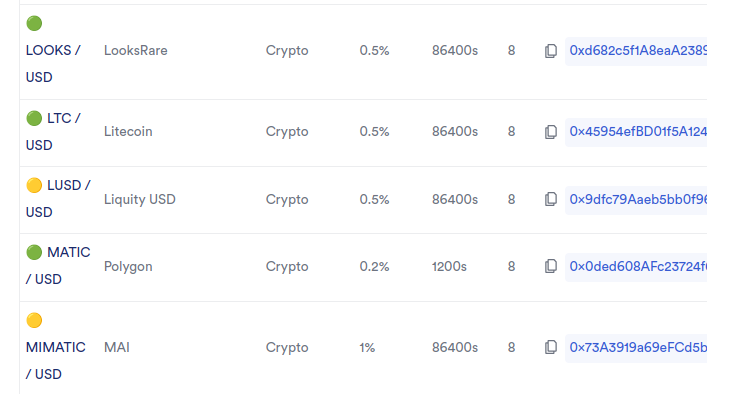 LOOKS /
USD
LooksRare
Crypto
0.5%
86400s
8
0xd682c5f1A8eaA2389
LTC /
USD
Litecoin
Crypto
0.5%
86400s
8
0x45954efBD01f5A124
LUSD /
USD
Liquity USD
Crypto
0.5%
86400s
8
0x9dfc79Aaeb5bb0f96
MATIC
/ USD
Polygon
Crypto
0.2%
1200s
8
0x0ded608AFc23724f
MIMATIC
/ USD
MAI
Crypto
1%
86400s
8
0x73A3919a69eFCd5b